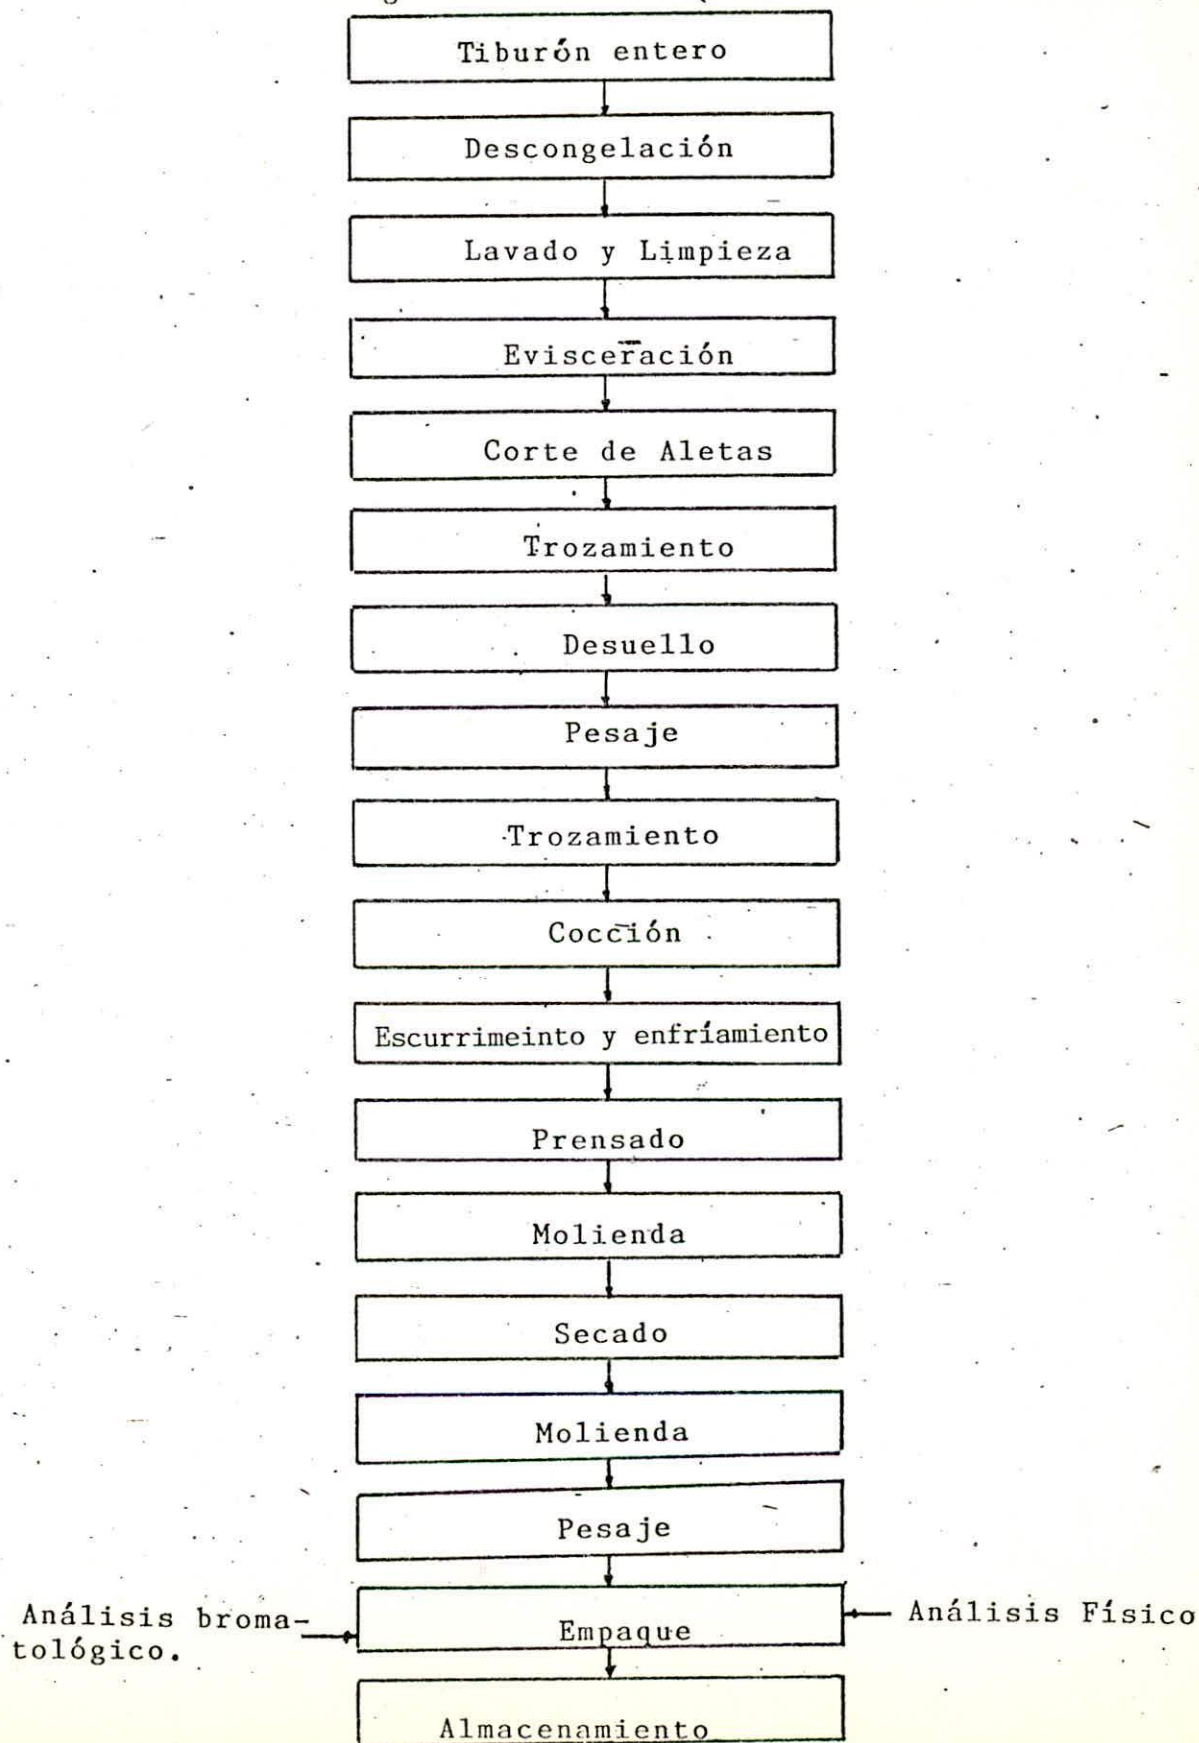 Tiburón entero
Descongelación
Lavado y Limpieza
Evisceración
Corte de Aletas
Trozamiento
Desuello
Pesaje
Trozamiento
Cocción
Escurrimeinto y enfríamiento
Prensado
Molienda
Secado
Molienda
Pesaje
Análisis broma-
tológico.
Empaque
Análisis Físico
Almacenamiento